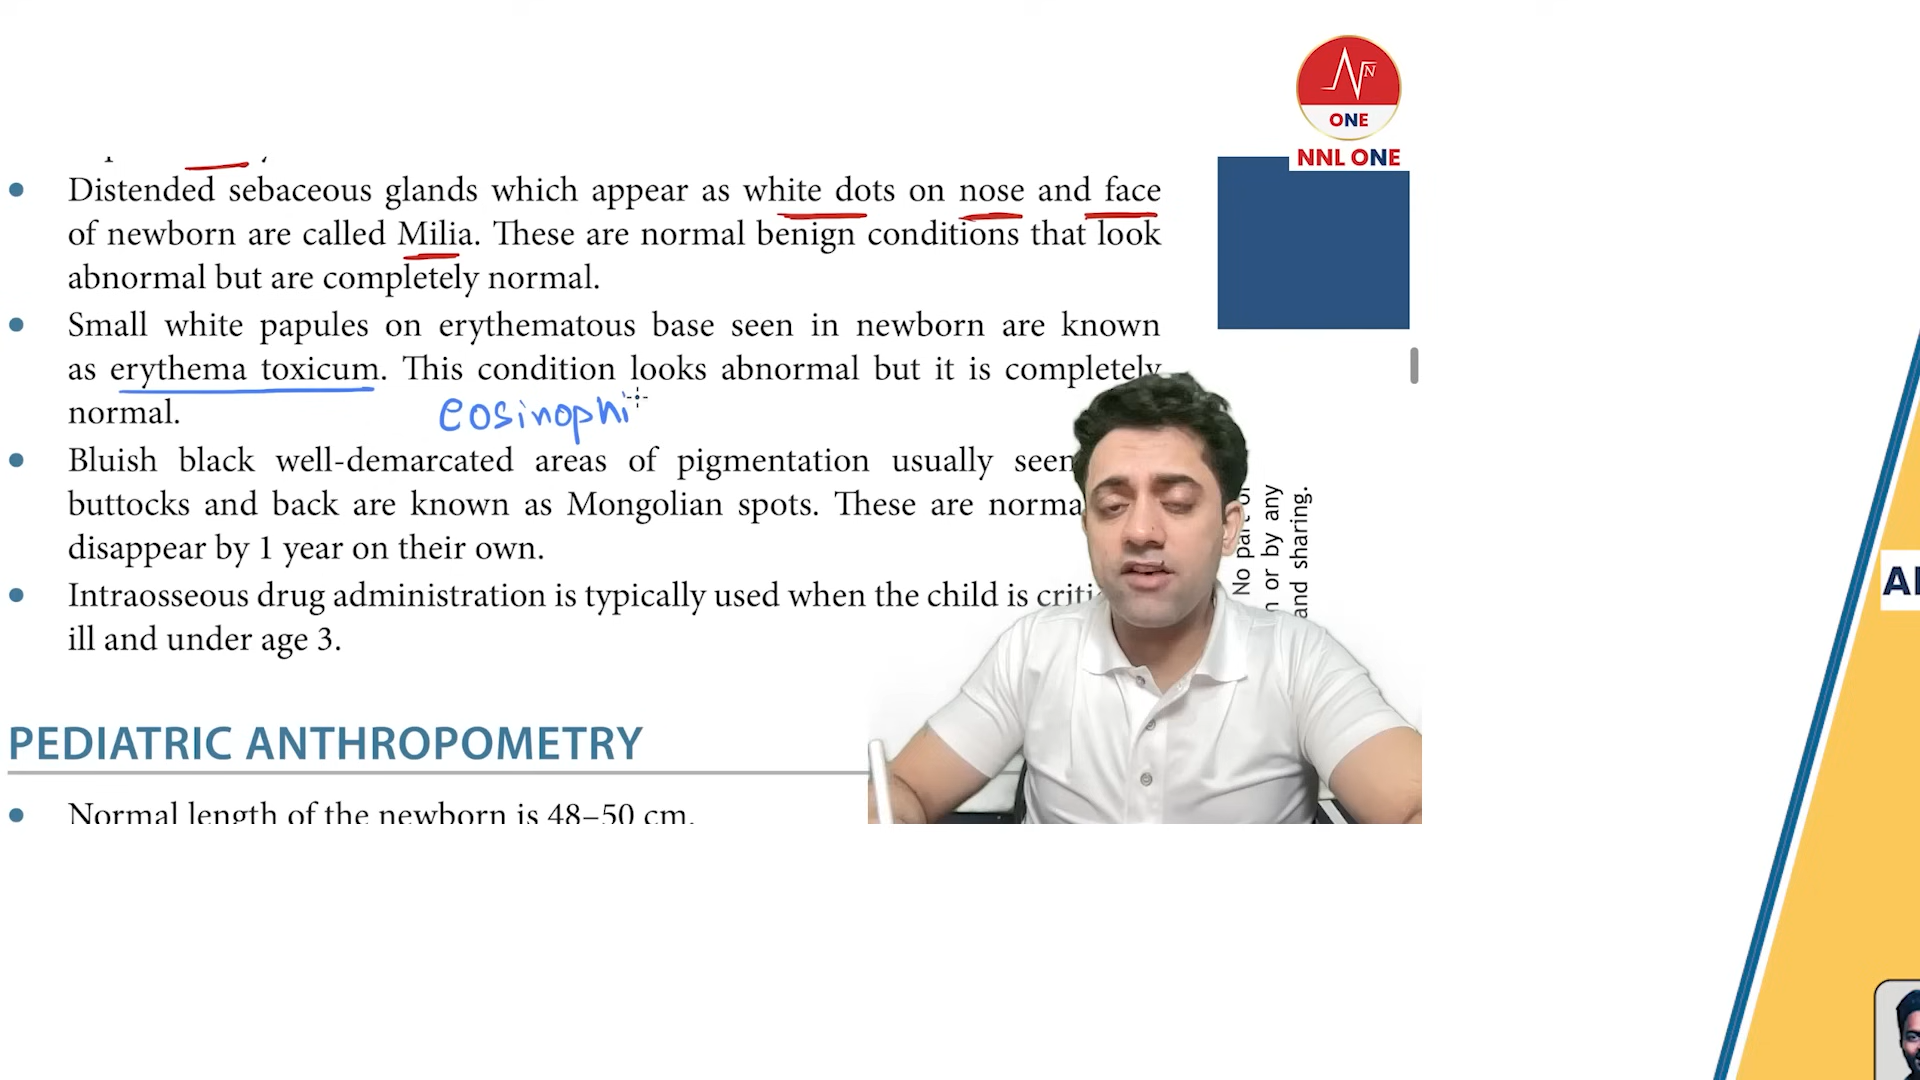 N
ONE
NNL ONE
Distended sebaceous glands which appear as white dots on nose and face
of newborn are called Milia. These are normal benign conditions that look
abnormal but are completely normal.
Small white papules on erythematous base seen in newborn are known
as erythema toxicum. This condition looks abnormal but it is completely
normal.
eosinophi
Bluish black well-demarcated areas of pigmentation usually seen
buttocks and back are known as Mongolian spots. These are norma
disappear by 1 year on their own.
Intraosseous drug administration is typically used when the child is criti
ill and under age 3.
PEDIATRIC ANTHROPOMETRY
Normal length of the newborn is 48–50 cm.
No part of
n or by any
and sharing.